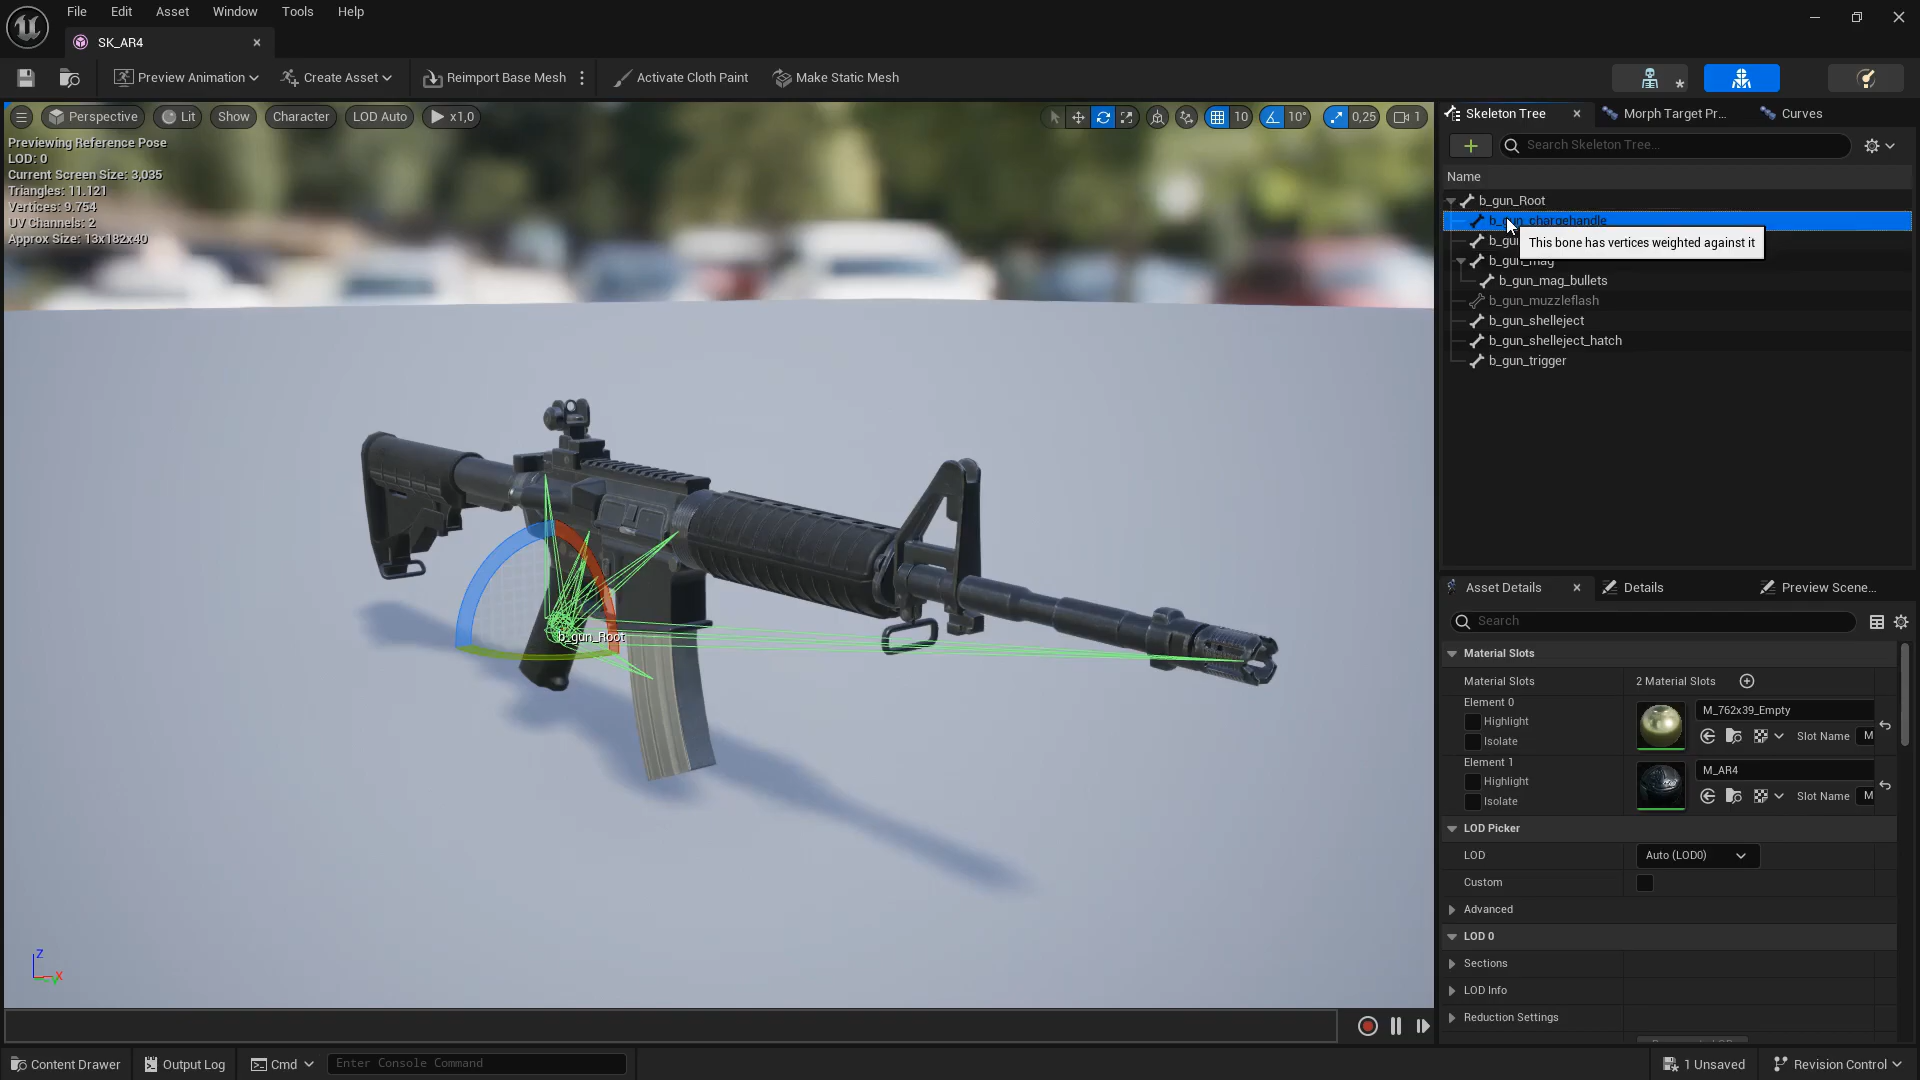 File Edit Asset Window Tools Help
SK_AR4
Preview Animation Create Asset Reimport Base Mesh Activate Cloth Paint Make Static Mesh
Perspective Lit Show Character LOD Auto x1,0 10 10° 0,25 1
Previewing Reference Pose
LOD: 0
Current Screen Size: 3,035
Triangles: 11.121
Vertices: 9.754
UV Channels: 2
Approx Size: 13x182x40
b_gun_Root
Z
X
Y
Skeleton Tree Morph Target Pr... Curves
Search Skeleton Tree...
Name
b_gun_Root
b_gun_chargehandle
This bone has vertices weighted against it
b_gun_mag
b_gun_mag_bullets
b_gun_muzzleflash
b_gun_shelleject
b_gun_shelleject_hatch
b_gun_trigger
Asset Details Details Preview Scene...
Search
Material Slots
Material Slots 2 Material Slots
Element 0
Highlight
Isolate
M_762x39_Empty
Slot Name M
Element 1
Highlight
Isolate
M_AR4
Slot Name M
LOD Picker
LOD Auto (LOD0)
Custom
Advanced
LOD 0
Sections
LOD Info
Reduction Settings
Content Drawer Output Log Cmd Enter Console Command 1 Unsaved Revision Control